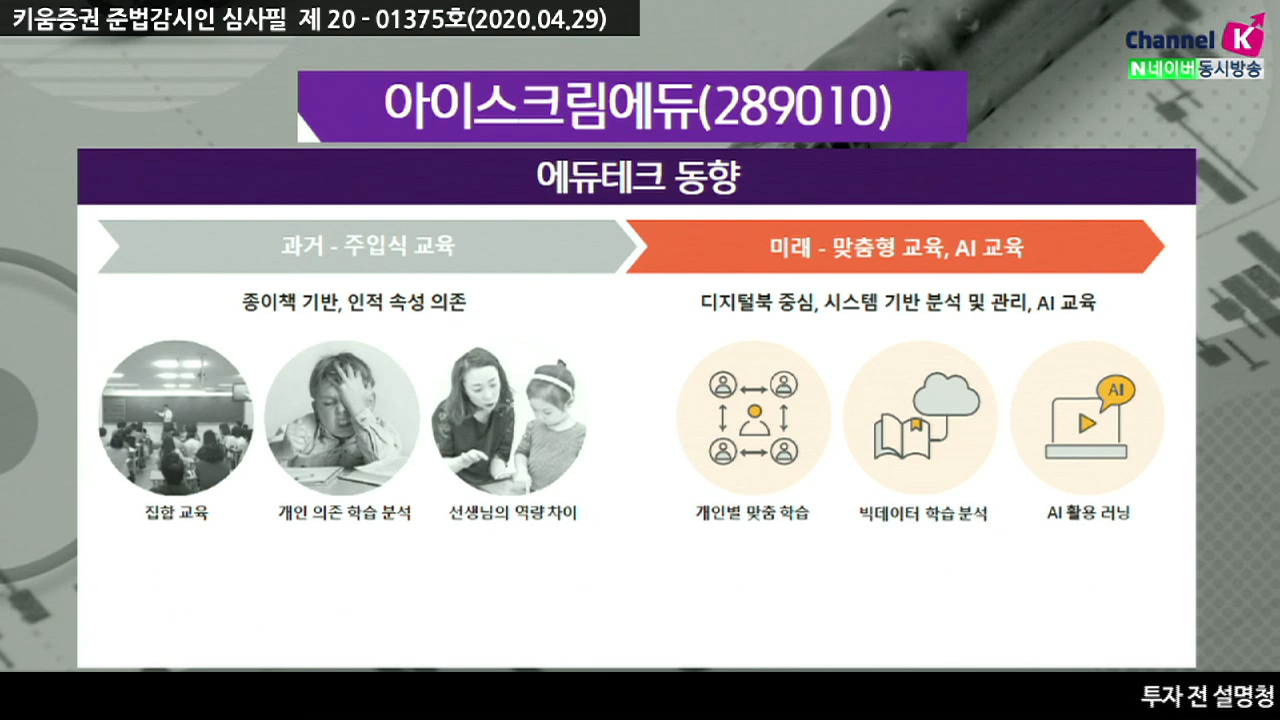 키움증권 준법감시인 심사필 제 20 - 01375호(2020.04.29)
Channel K
N네이버 동시방송
아이스크림에듀(289010)
에듀테크 동향
과거 - 주입식 교육
미래 - 맞춤형 교육, AI 교육
종이책 기반, 인적 속성 의존
디지털북 중심, 시스템 기반 분석 및 관리, AI 교육
AI
집합 교육
개인 의존 학습 분석
선생님의 역량 차이
개인별 맞춤 학습
빅데이터 학습 분석
AI 활용 러닝
투자 전 설명청